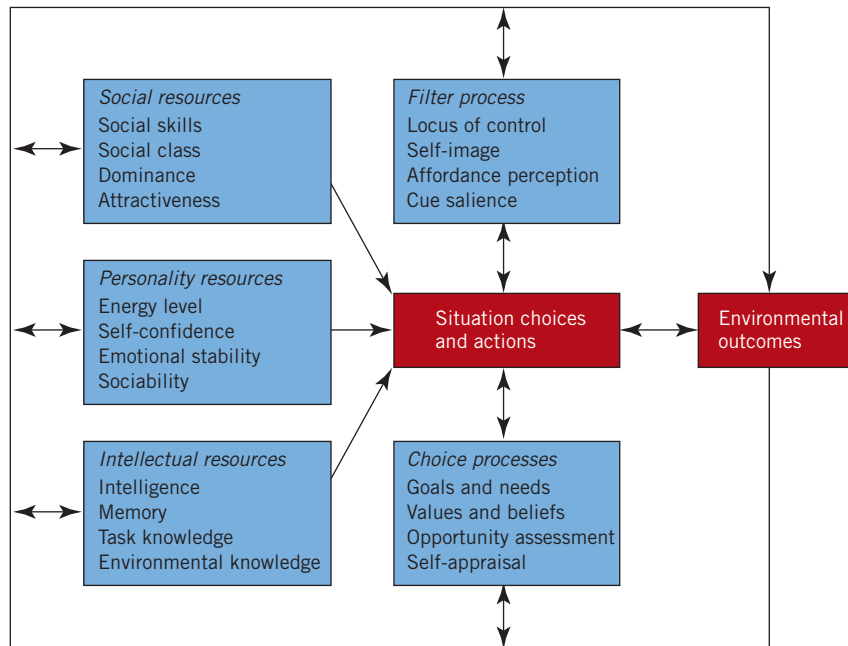 Social resources
Social skills
Social class
Dominance
Attractiveness
Filter process
Locus of control
Self-image
Affordance perception
Cue salience
Personality resources
Energy level
Self-confidence
Emotional stability
Sociability
Situation choices
and actions
Environmental
outcomes
Intellectual resources
Intelligence
Memory
Task knowledge
Environmental knowledge
Choice processes
Goals and needs
Values and beliefs
Opportunity assessment
Self-appraisal